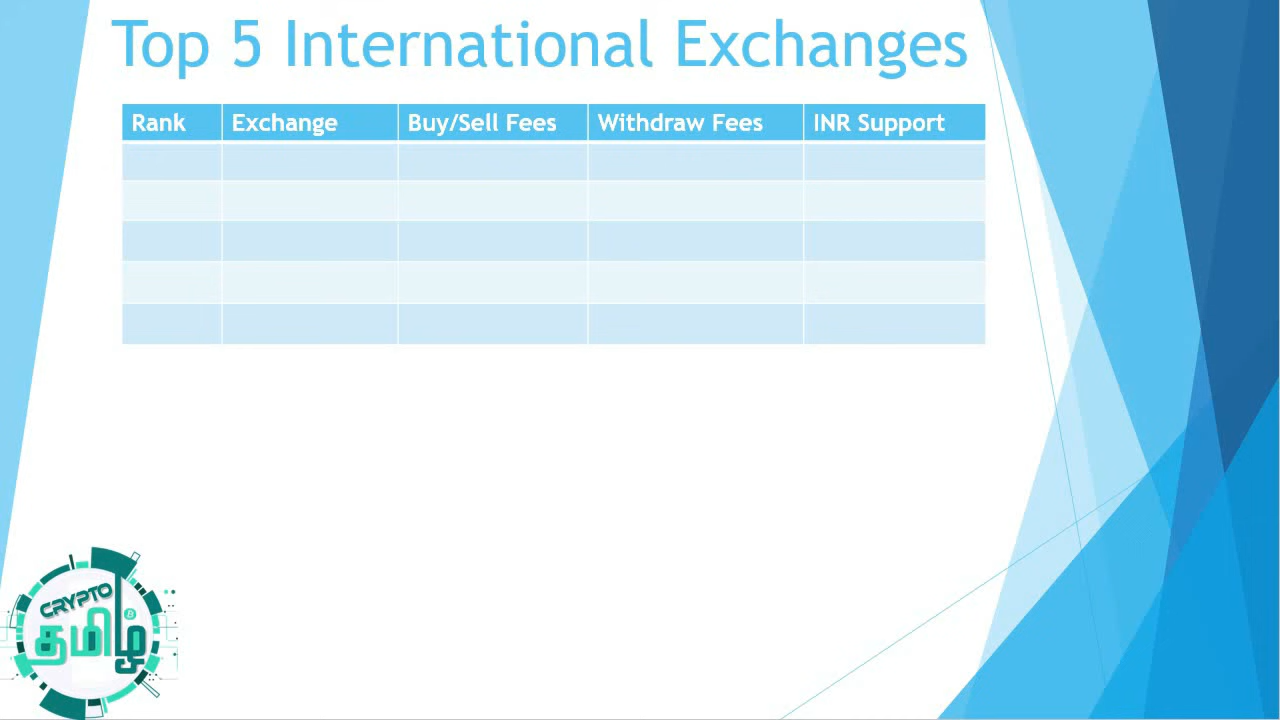 Top 5 International Exchanges
Rank Exchange Buy/Sell Fees Withdraw Fees INR Support
CRYPTO
தமிழ்